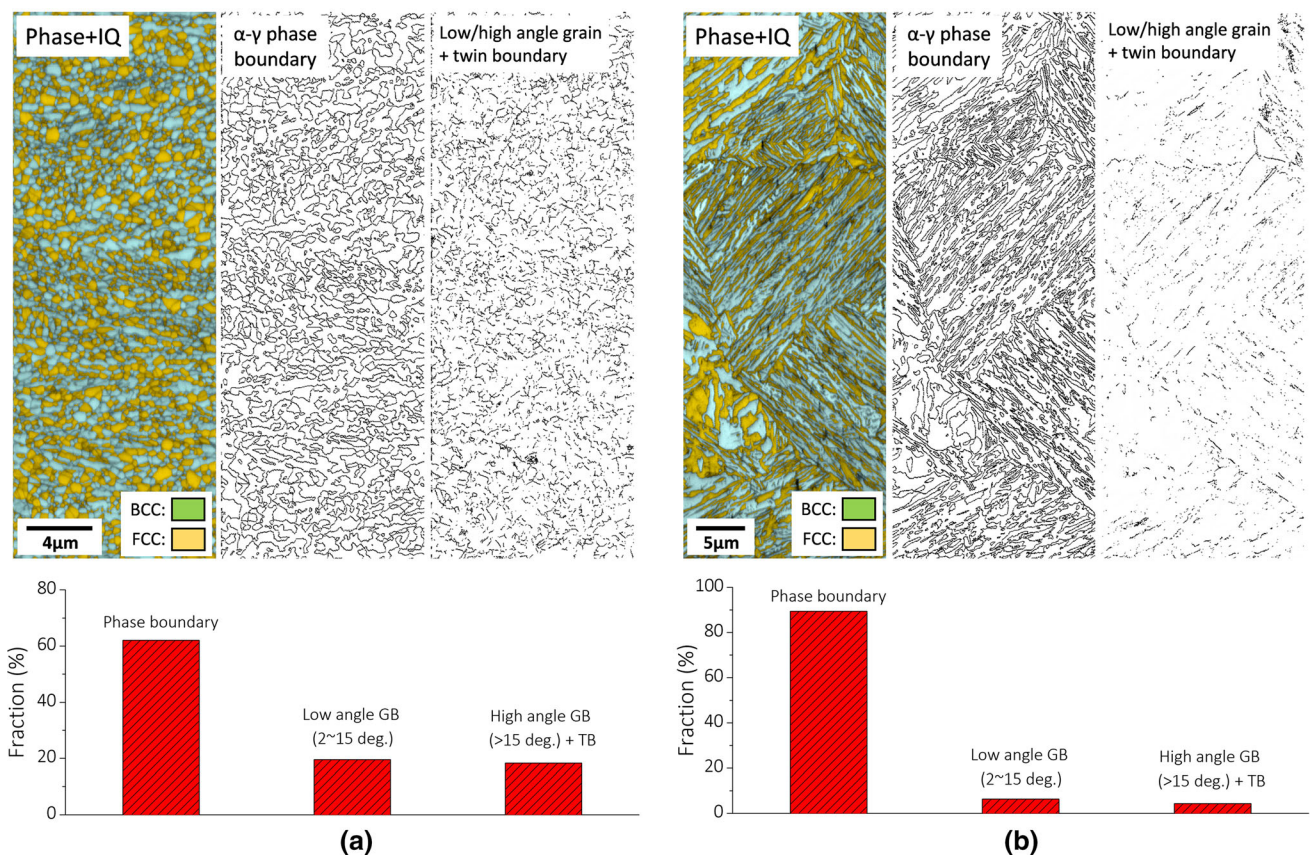 Phase+IQ
α-γ phase
boundary
Low/high angle grain
+ twin boundary
BCC:
FCC:
4μm
80
60
40
20
0
Fraction (%)
Phase boundary
Low angle GB
(2~15 deg.)
High angle GB
(>15 deg.) + TB
(a)
Phase+IQ
α-γ phase
boundary
Low/high angle grain
+ twin boundary
BCC:
FCC:
5μm
100
80
60
40
20
0
Fraction (%)
Phase boundary
Low angle GB
(2~15 deg.)
High angle GB
(>15 deg.) + TB
(b)